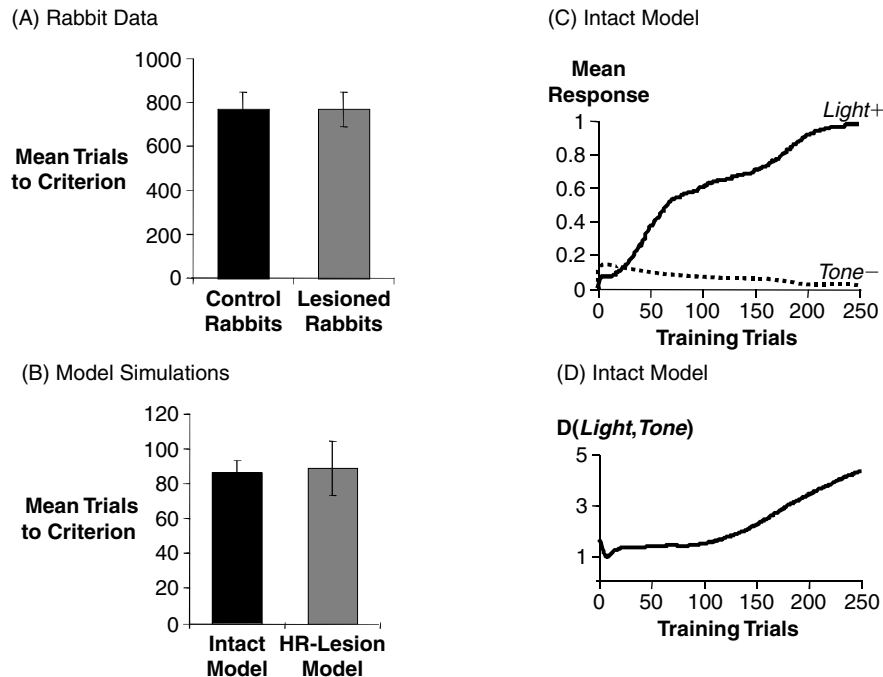 (A) Rabbit Data
1000
800
600
400
200
0
Mean Trials
to Criterion
Control
Rabbits
Lesioned
Rabbits
(B) Model Simulations
120
100
80
60
40
20
0
Mean Trials
to Criterion
Intact
Model
HR-Lesion
Model
(C) Intact Model
Mean
Response
1
0.8
0.6
0.4
0.2
0
Light+
Tone−
0 50 100 150 200 250
Training Trials
(D) Intact Model
D(Light,Tone)
5
3
1
0 50 100 150 200 250
Training Trials